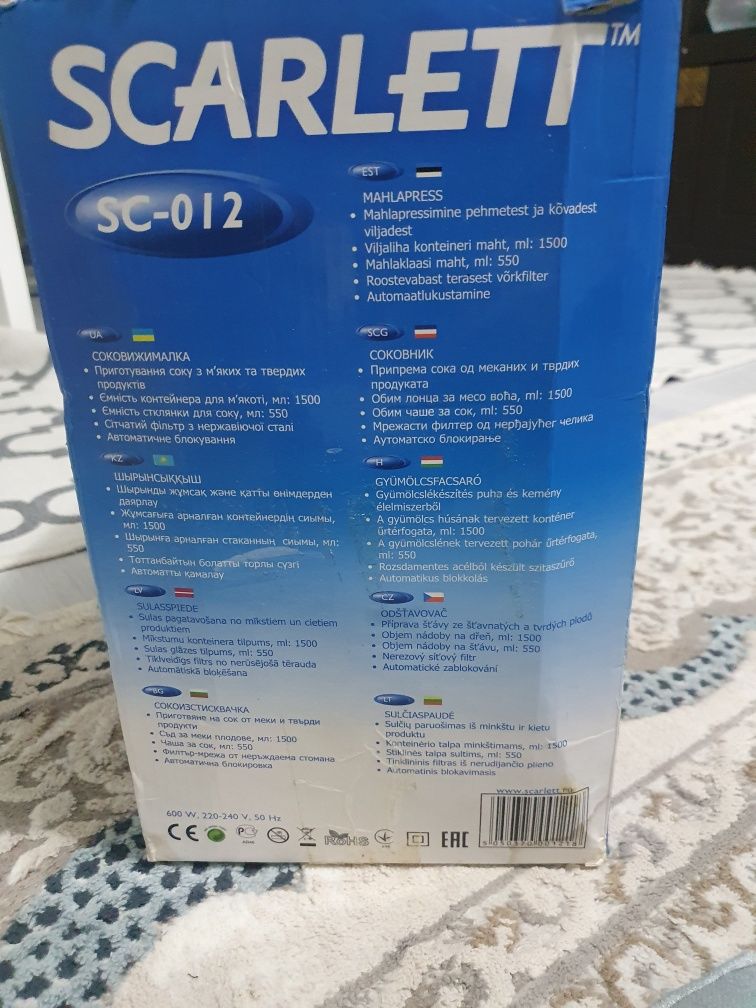 SCARLETT™
SC-012
EST
MAHLAPRESS
• Mahlapressimine pehmetest ja kõvadest
viljadest
• Viljaliha konteineri maht, ml: 1500
• Mahlaklaasi maht, ml: 550
• Roostevabast terasest võrkfilter
• Automaatlukustamine
UA
СОКОВИЖИМАЛКА
• Приготування соку з м'яких та твердих
продуктів
• Ємність контейнера для м'якоті, мл: 1500
• Ємність стклянки для соку, мл: 550
• Сітчатий фільтр з нержавіючої сталі
• Автоматичне блокування
SCG
СОКОВНИК
• Припрема сока од меканих и тврдих
продуката
• Обим лонца за месо воћа, ml: 1500
• Обим чаше за сок, ml: 550
• Мрежасти филтер од нерђајућег челика
• Аутоматско блокирање
KZ
ШЫРЫНСЫҚҚЫШ
• Шырынды жұмсақ және қатты өнімдерден
даярлау
• Жұмсағыға арналған контейнердің сиымы,
мл: 1500
• Шырынға арналған стаканның сиымы, мл:
550
• Тоттанбайтын болатты торлы сүзгі
• Автоматты қамалау
H
GYÜMÖLCSFACSARÓ
• Gyümölcslékészítés puha és kemény
élelmiszerből
• A gyümölcs húsának tervezett konténer
űrtérfogata, ml: 1500
• A gyümölcslének tervezett pohár űrtérfogata,
ml: 550
• Rozsdamentes acélból készült szitaszűrő
• Automatikus blokkolás
LV
SULASSPIEDE
• Sulas pagatavošana no mīkstiem un cietiem
produktiem
• Mīkstumu konteinera tilpums, ml: 1500
• Sulas glāzes tilpums, ml: 550
• Tīklveidīgs filtrs no nerūsējošā tērauda
• Automātiskā bloķēšana
CZ
ODŠŤAVOVAČ
• Příprava šťávy ze šťavnatých a tvrdých plodů
• Objem nádoby na dřeň, ml: 1500
• Objem nádoby na šťávu, ml: 550
• Nerezový síťový filtr
• Automatické zablokování
BG
СОКОИЗСТИСКВАЧКА
• Приготвяне на сок от меки и твърди
продукти
• Съд за меки плодове, мл: 1500
• Чаша за сок, мл: 550
• Филтър-мрежа от неръждаема стомана
• Автоматична блокировка
LT
SULČIASPAUDĖ
• Sulčių paruošimas iš minkštu ir kietu
produktu
• Konteinério talpa minkštimams, ml: 1500
• Stiklinės talpa sultims, ml: 550
• Tinklininis filtras iš nerudijančio plieno
• Automatinis blokavimasis
www.scarlett.ru
600 W, 220-240 V, 50 Hz
CE
RoHS
EAC
5 050370 001218